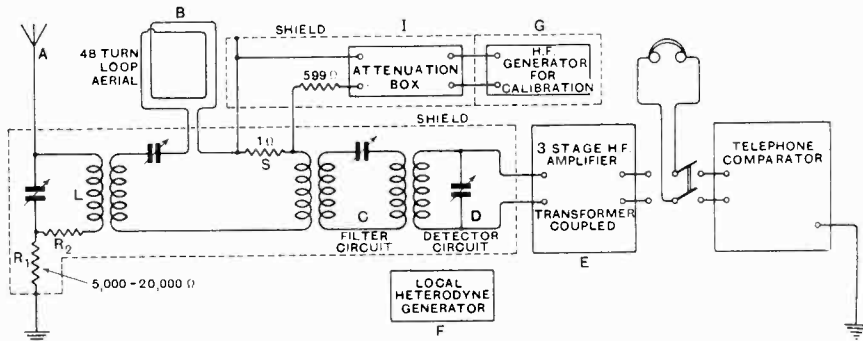 A
B
48 TURN
LOOP
AERIAL
SHIELD
I
G
599 Ω
ATTENUATION
BOX
H.F.
GENERATOR
FOR
CALIBRATION
SHIELD
1Ω
S
L
R2
R1
5,000-20,000 Ω
C
FILTER
CIRCUIT
D
DETECTOR
CIRCUIT
3 STAGE H.F.
AMPLIFIER
TRANSFORMER
COUPLED
E
TELEPHONE
COMPARATOR
LOCAL
HETERODYNE
GENERATOR
F